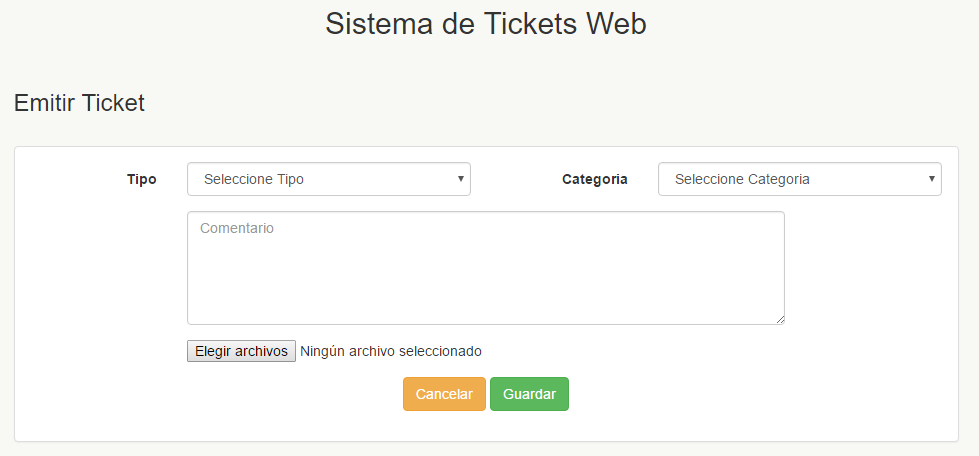 Sistema de Tickets Web
Emitir Ticket
Tipo Seleccione Tipo Categoria Seleccione Categoria
Comentario
Elegir archivos Ningún archivo seleccionado
Cancelar Guardar